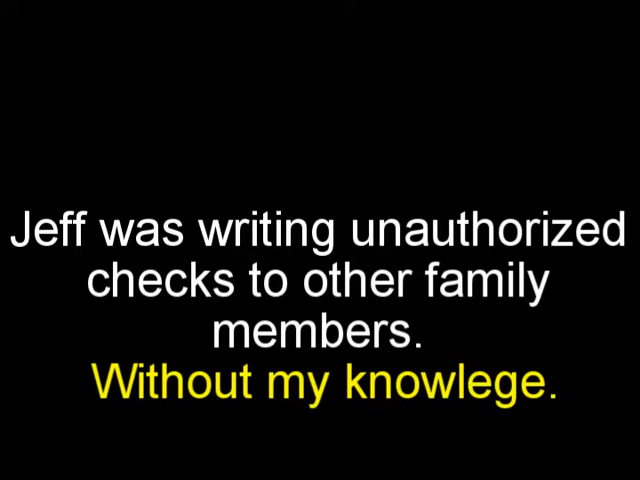 Jeff was writing unauthorized
checks to other family
members.
Without my knowlege.